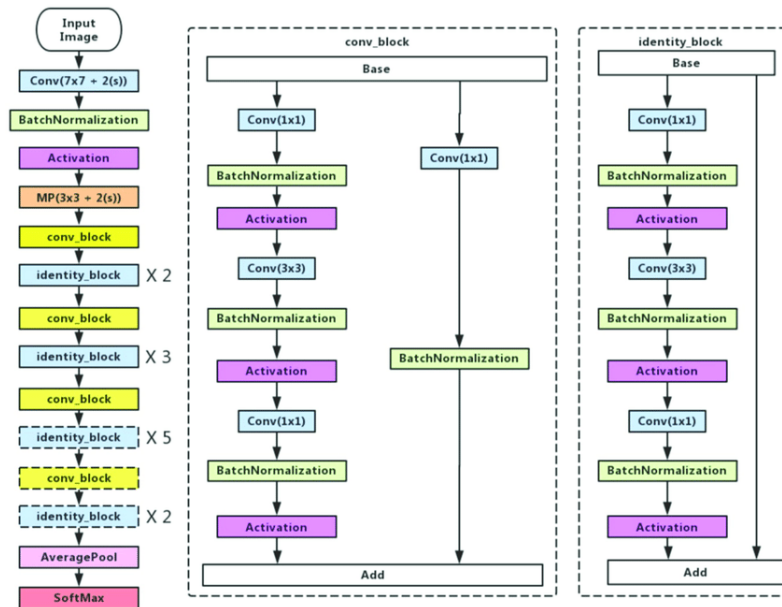 Input
Image
Conv(7x7 + 2(s))
BatchNormalization
Activation
MP(3x3 + 2(s))
conv_block
identity_block X 2
conv_block
identity_block X 3
conv_block
identity_block X 5
conv_block
identity_block X 2
AveragePool
SoftMax
conv_block
Base
Conv(1x1)
BatchNormalization
Activation
Conv(3x3)
BatchNormalization
Activation
Conv(1x1)
BatchNormalization
Activation
Conv(1x1)
BatchNormalization
Add
identity_block
Base
Conv(1x1)
BatchNormalization
Activation
Conv(3x3)
BatchNormalization
Activation
Conv(1x1)
BatchNormalization
Activation
Add